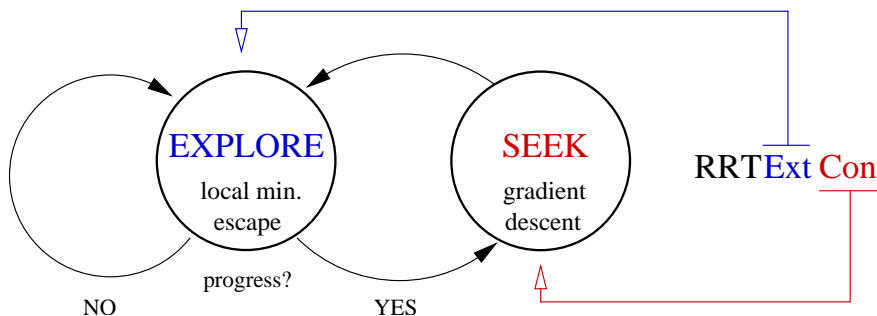 EXPLORE
local min.
escape
progress?
NO
YES
SEEK
gradient
descent
RRTExt Con